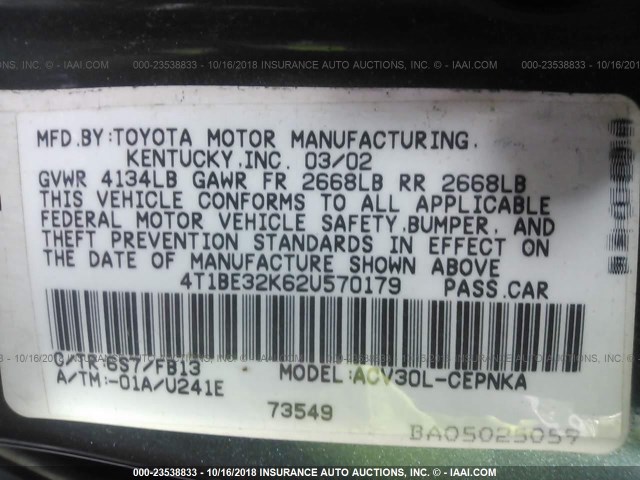 000-23538833 - 10/16/2018 INSURANCE AUTO AUCTIONS, INC. - © IAAI.COM
MFD.BY:TOYOTA MOTOR MANUFACTURING,
KENTUCKY,INC. 03/02
GVWR 4134LB GAWR FR 2668LB RR 2668LB
THIS VEHICLE CONFORMS TO ALL APPLICABLE
FEDERAL MOTOR VEHICLE SAFETY,BUMPER, AND
THEFT PREVENTION STANDARDS IN EFFECT ON
THE DATE OF MANUFACTURE SHOWN ABOVE
4T1BE32K62U570179 PASS.CAR
C/TR:6S7/FB13
A/TM:-01A/U241E
MODEL:ACV30L-CEPNKA
73549
BA05025059
000-23538833 - 10/16/2018 INSURANCE AUTO AUCTIONS, INC. - © IAAI.COM